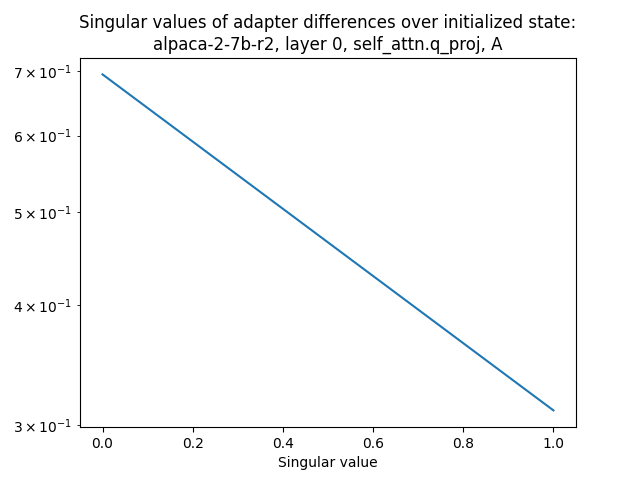 Singular values of adapter differences over initialized state:
alpaca-2-7b-r2, layer 0, self_attn.q_proj, A
7 × 10⁻¹
6 × 10⁻¹
5 × 10⁻¹
4 × 10⁻¹
3 × 10⁻¹
0.0 0.2 0.4 0.6 0.8 1.0
Singular value